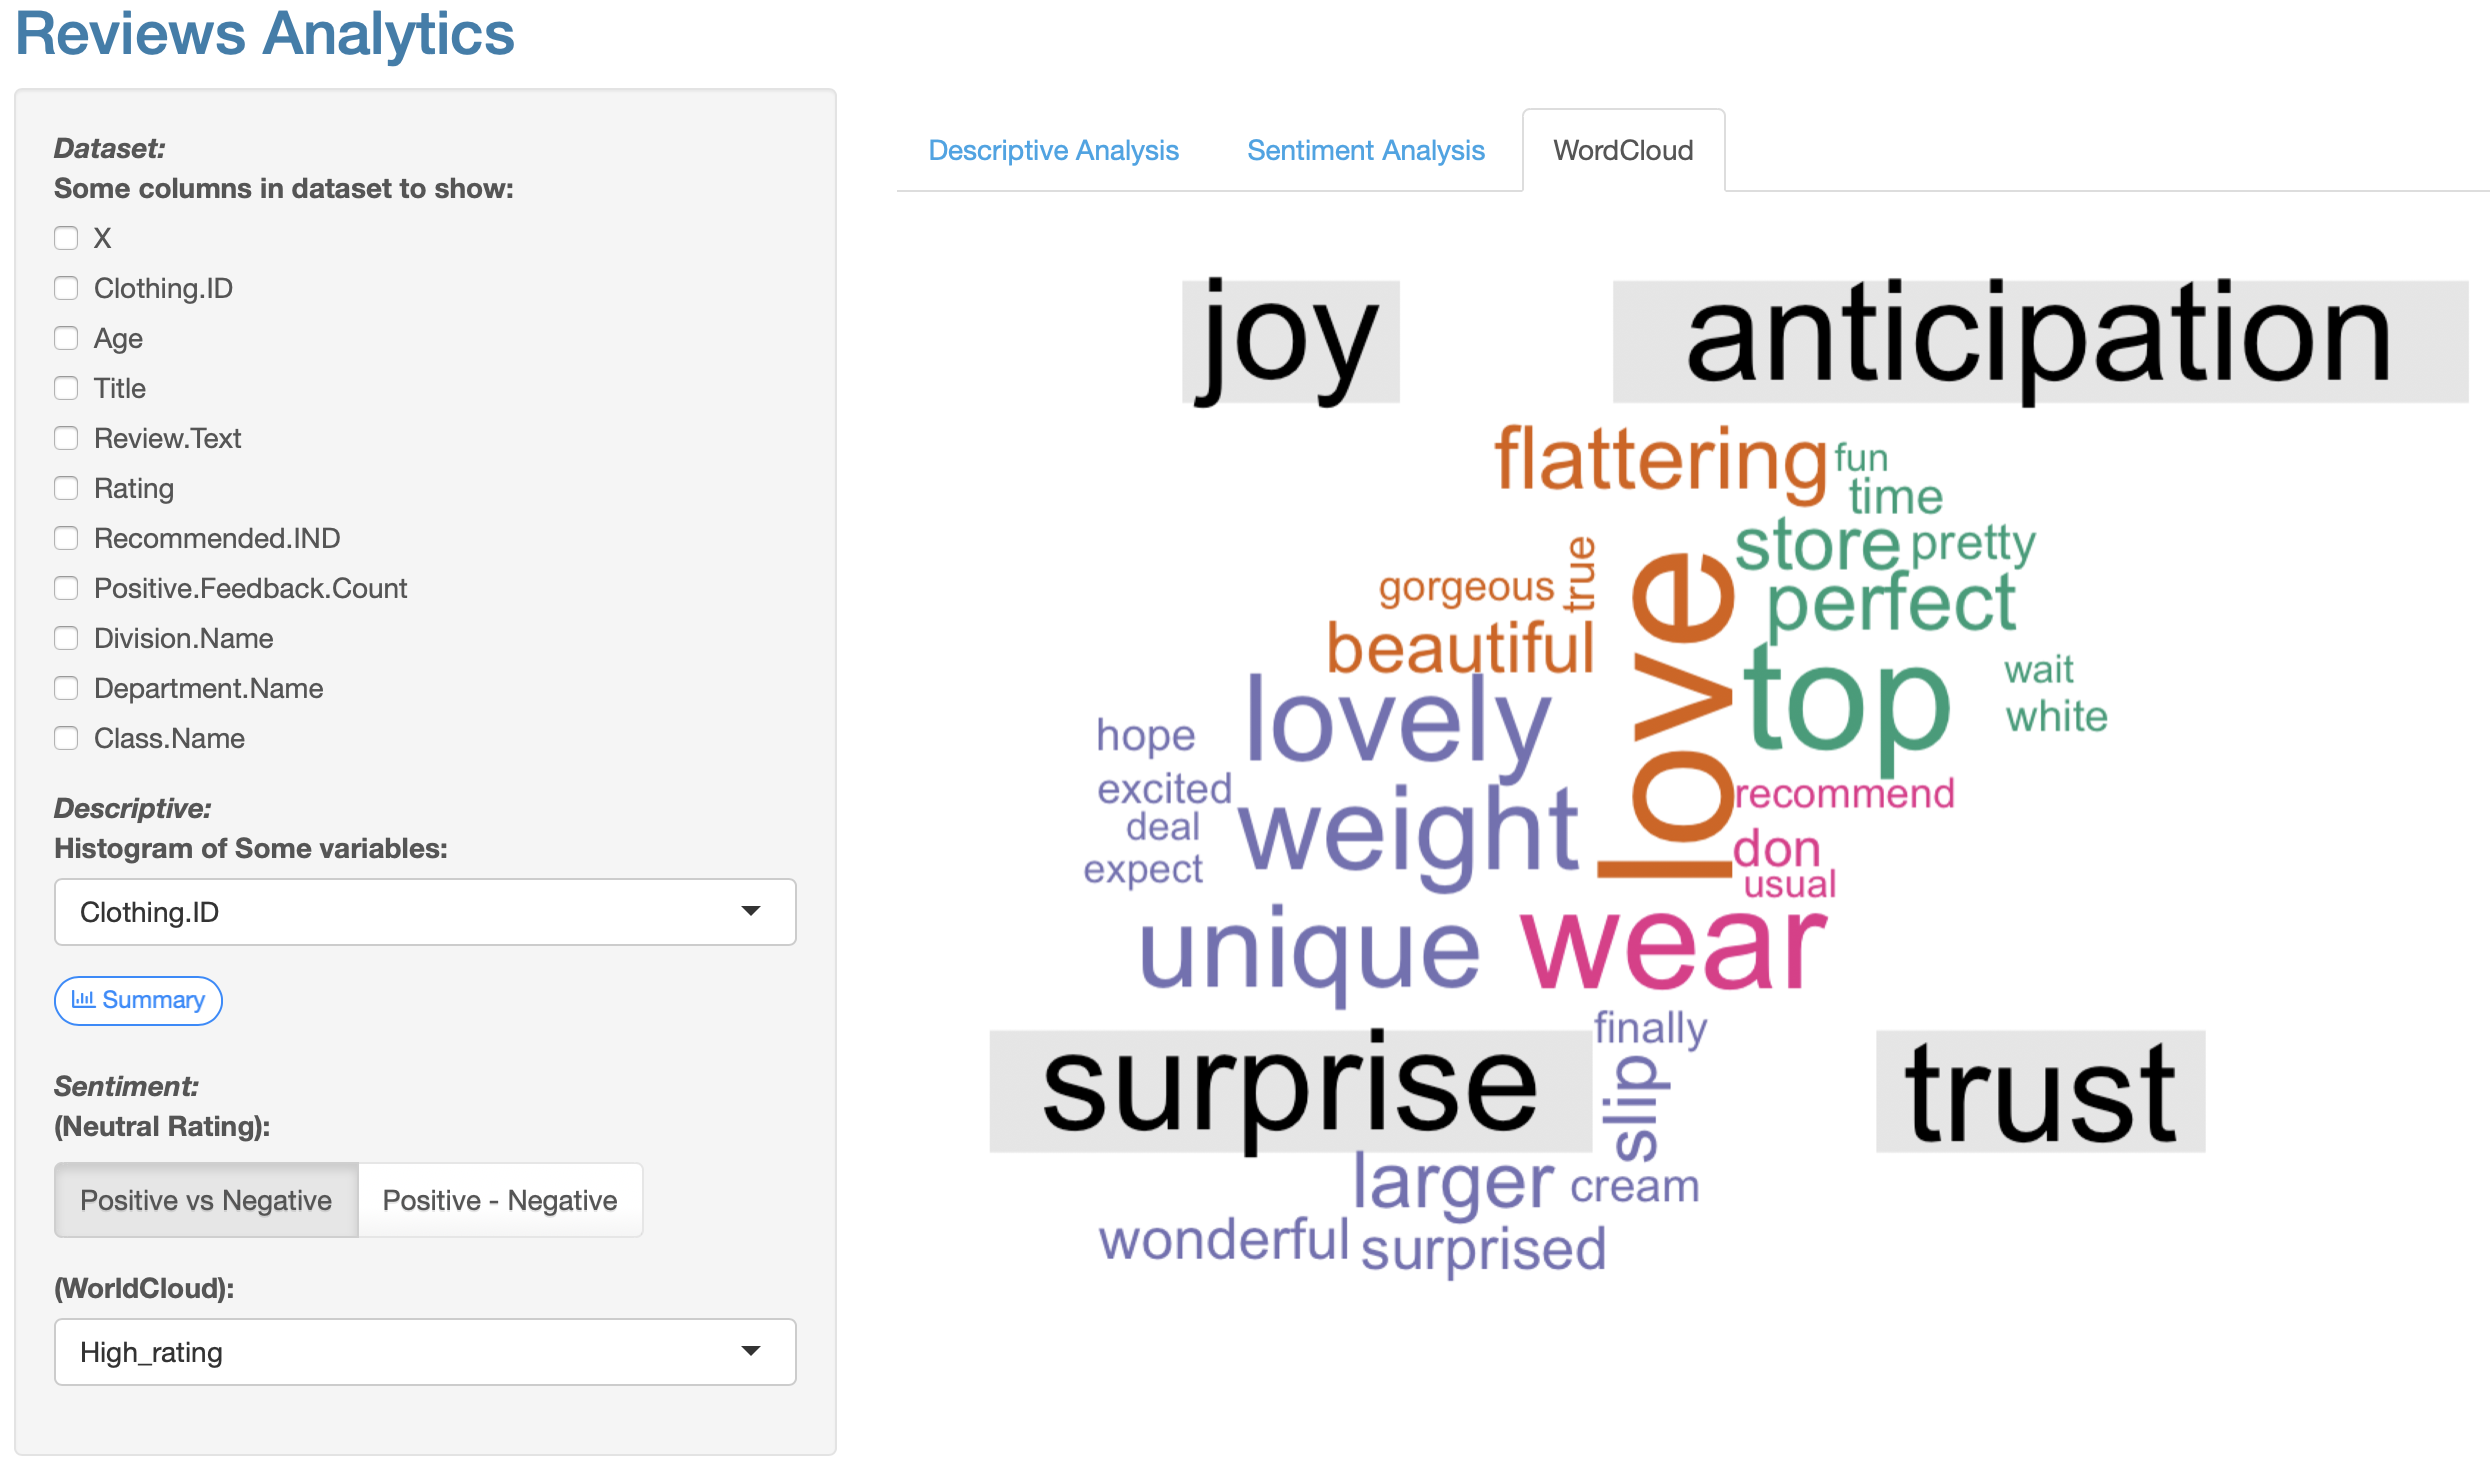 Reviews Analytics
Dataset:
Some columns in dataset to show:
X
Clothing.ID
Age
Title
Review.Text
Rating
Recommended.IND
Positive.Feedback.Count
Division.Name
Department.Name
Class.Name
Descriptive:
Histogram of Some variables:
Clothing.ID
Summary
Sentiment:
(Neutral Rating):
Positive vs Negative
Positive - Negative
(WorldCloud):
High_rating
Descriptive Analysis
Sentiment Analysis
WordCloud
joy
anticipation
flattering
fun
time
store
pretty
true
gorgeous
perfect
beautiful
love
top
wait
white
lovely
hope
excited
deal
expect
weight
recommend
don
usual
unique
wear
surprise
finally
trust
slip
larger
cream
wonderful
surprised